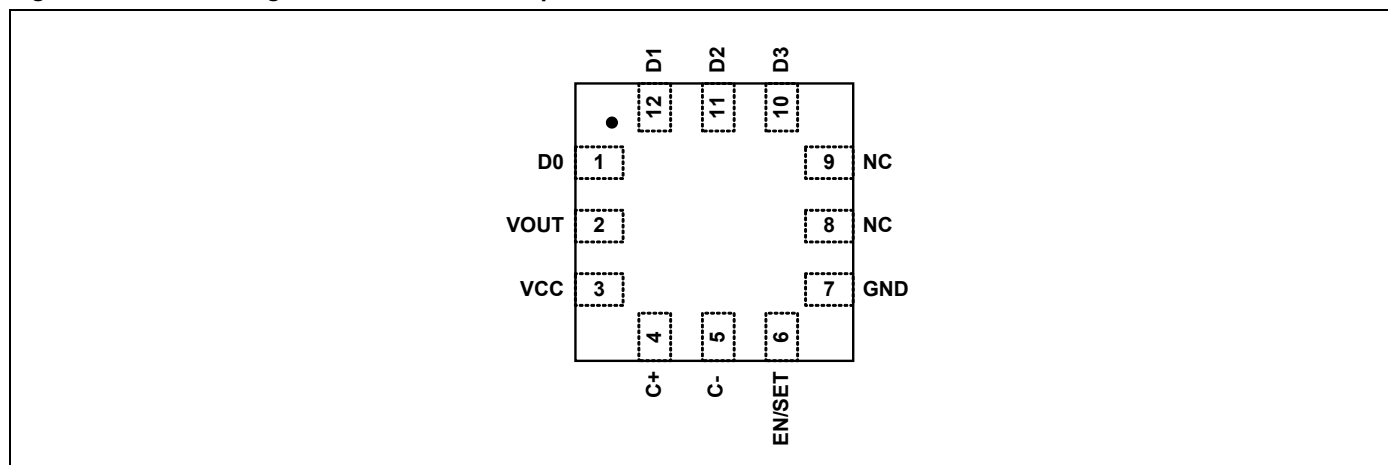 D1 D2 D3
12 11 10
D0 1 9 NC
VOUT 2 8 NC
VCC 3 7 GND
4 5 6
C+ C- EN/SET